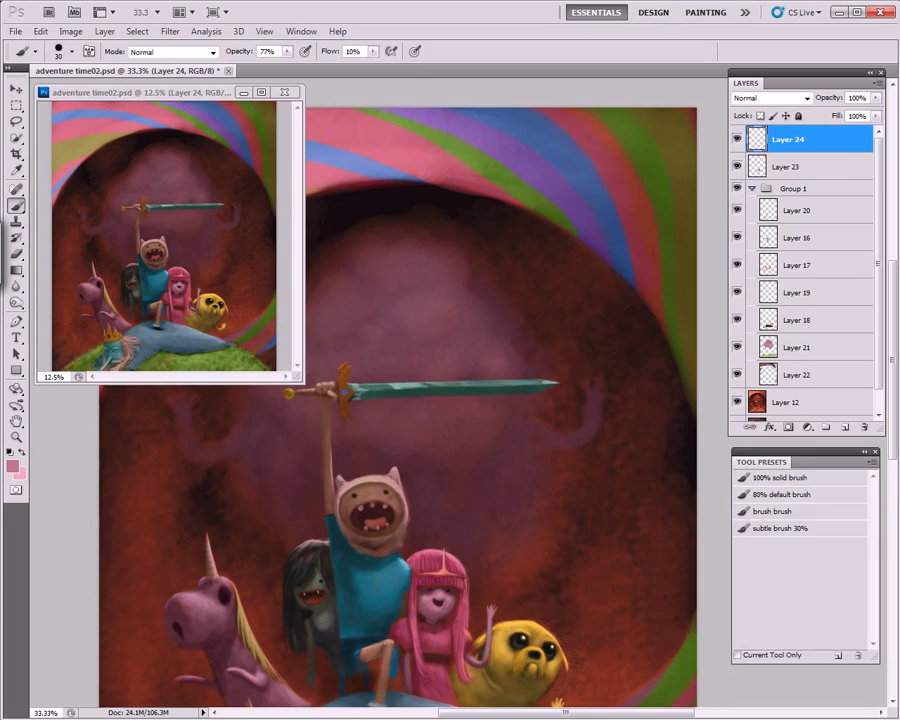 Ps Br Mb 33.3 ESSENTIALS DESIGN PAINTING CS Live
File Edit Image Layer Select Filter Analysis 3D View Window Help
30 Mode: Normal Opacity: 77% Flow: 10%
adventure time02.psd @ 33.3% (Layer 24, RGB/8) *
Ps adventure time02.psd @ 12.5% (Layer 24, RGB/...
12.5%
LAYERS
Normal Opacity: 100%
Lock: Fill: 100%
Layer 24
Layer 23
Group 1
Layer 20
Layer 16
Layer 17
Layer 19
Layer 18
Layer 21
Layer 22
Layer 12
fx
TOOL PRESETS
100% solid brush
80% default brush
brush brush
subtle brush 30%
Current Tool Only
33.33% Doc: 24.1M/106.3M